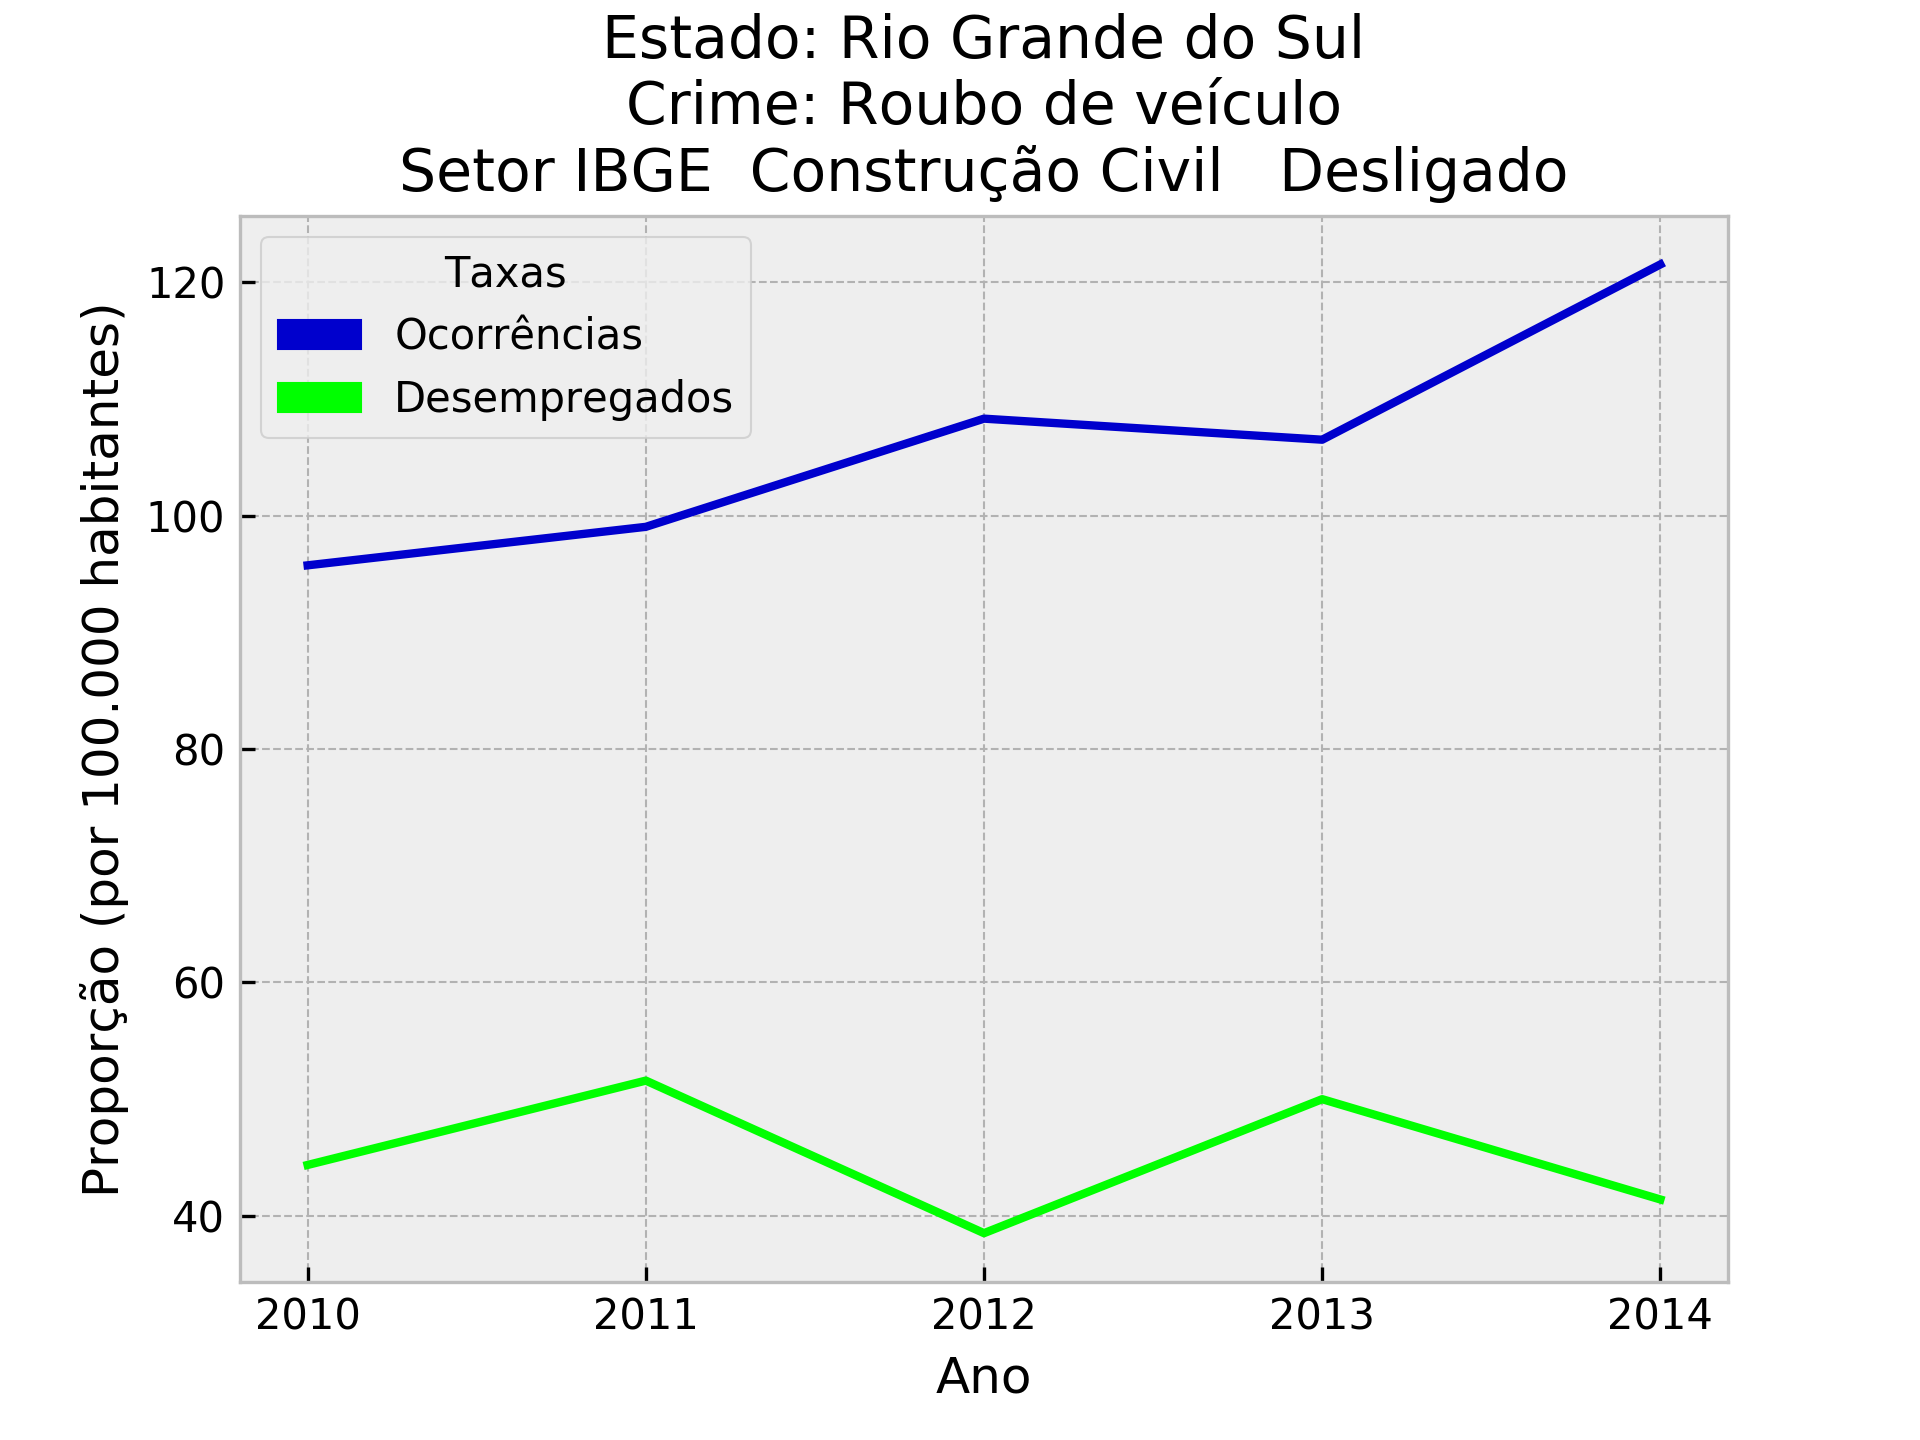 Estado: Rio Grande do Sul
Crime: Roubo de veículo
Setor IBGE  Construção Civil   Desligado
Taxas
Ocorrências
Desempregados
Proporção (por 100.000 habitantes)
120
100
80
60
40
2010 2011 2012 2013 2014
Ano